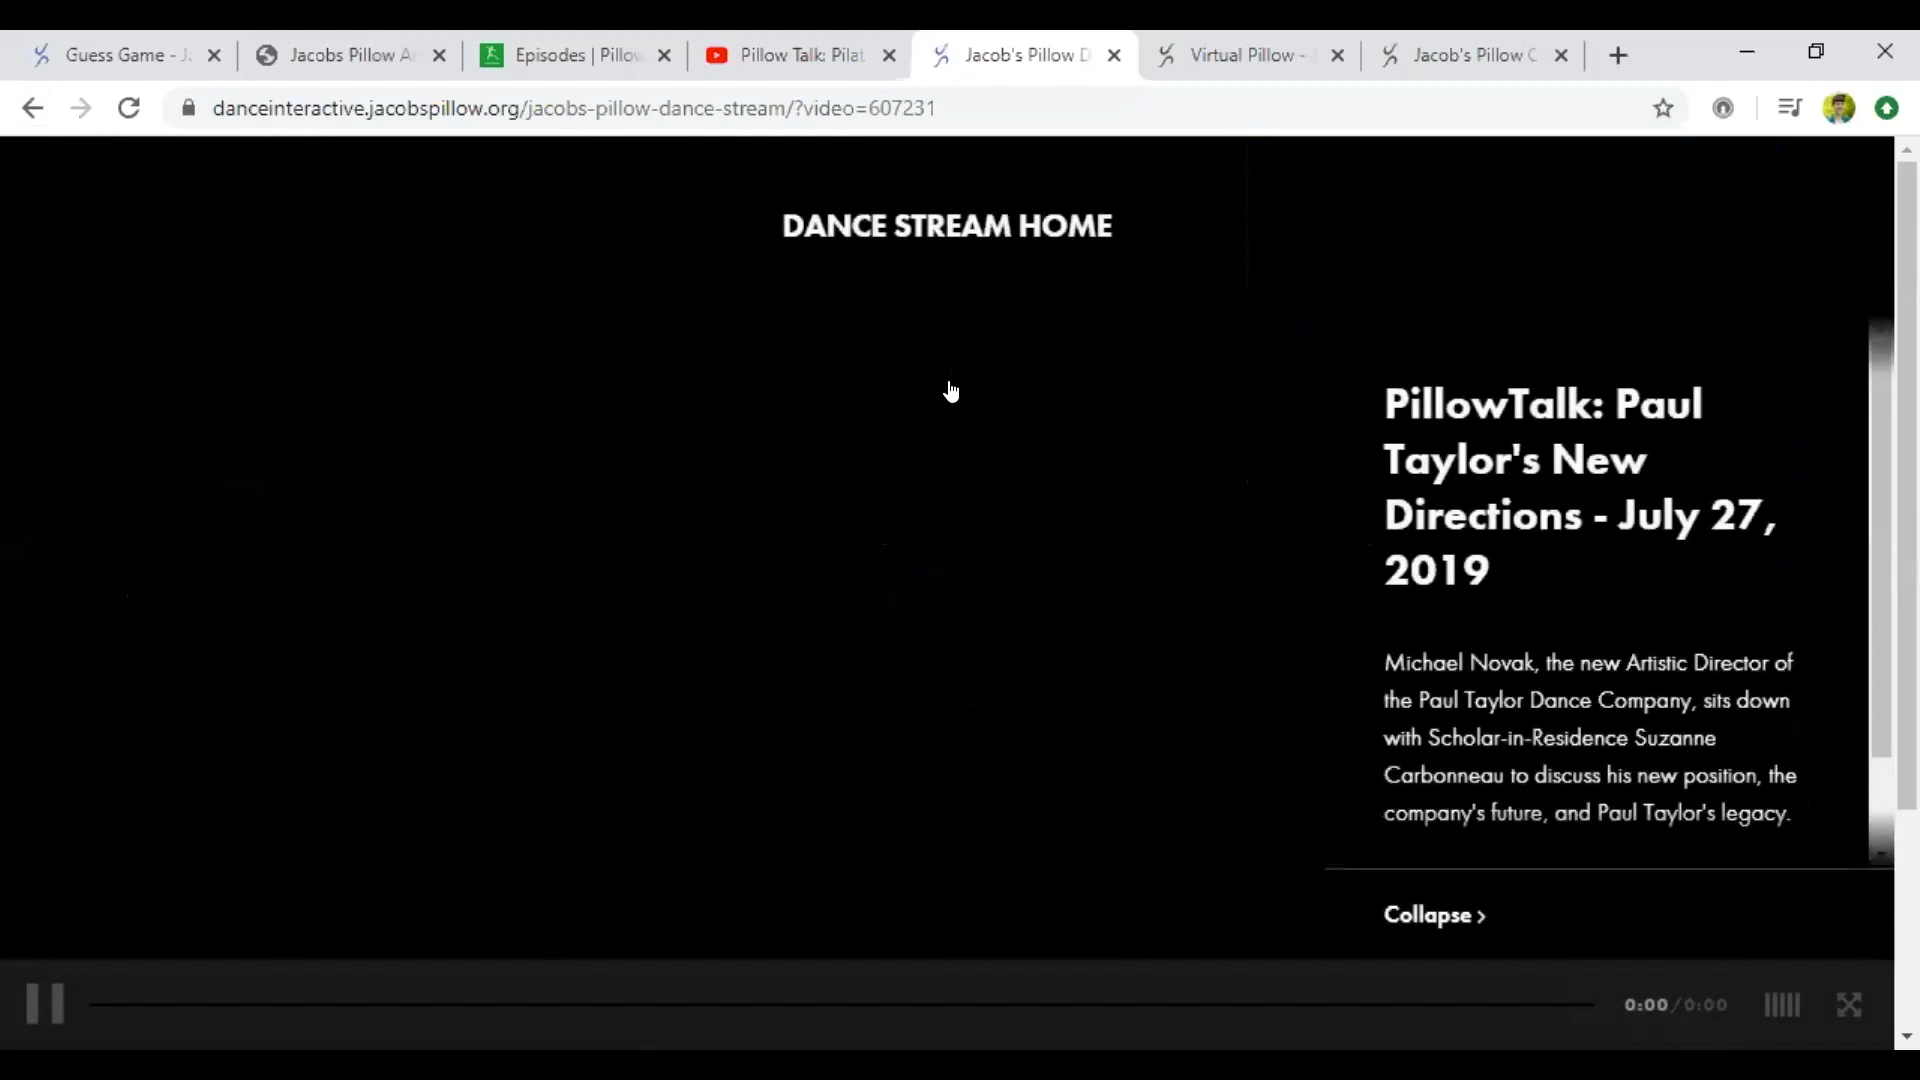 Guess Game - J
Jacobs Pillow A
Episodes | Pillow
Pillow Talk: Pilat
Jacob's Pillow D
Virtual Pillow -
Jacob's Pillow C
danceinteractive.jacobspillow.org/jacobs-pillow-dance-stream/?video=607231
DANCE STREAM HOME
PillowTalk: Paul
Taylor's New
Directions - July 27,
2019
Michael Novak, the new Artistic Director of
the Paul Taylor Dance Company, sits down
with Scholar-in-Residence Suzanne
Carbonneau to discuss his new position, the
company's future, and Paul Taylor's legacy.
Collapse >
0:00/0:00